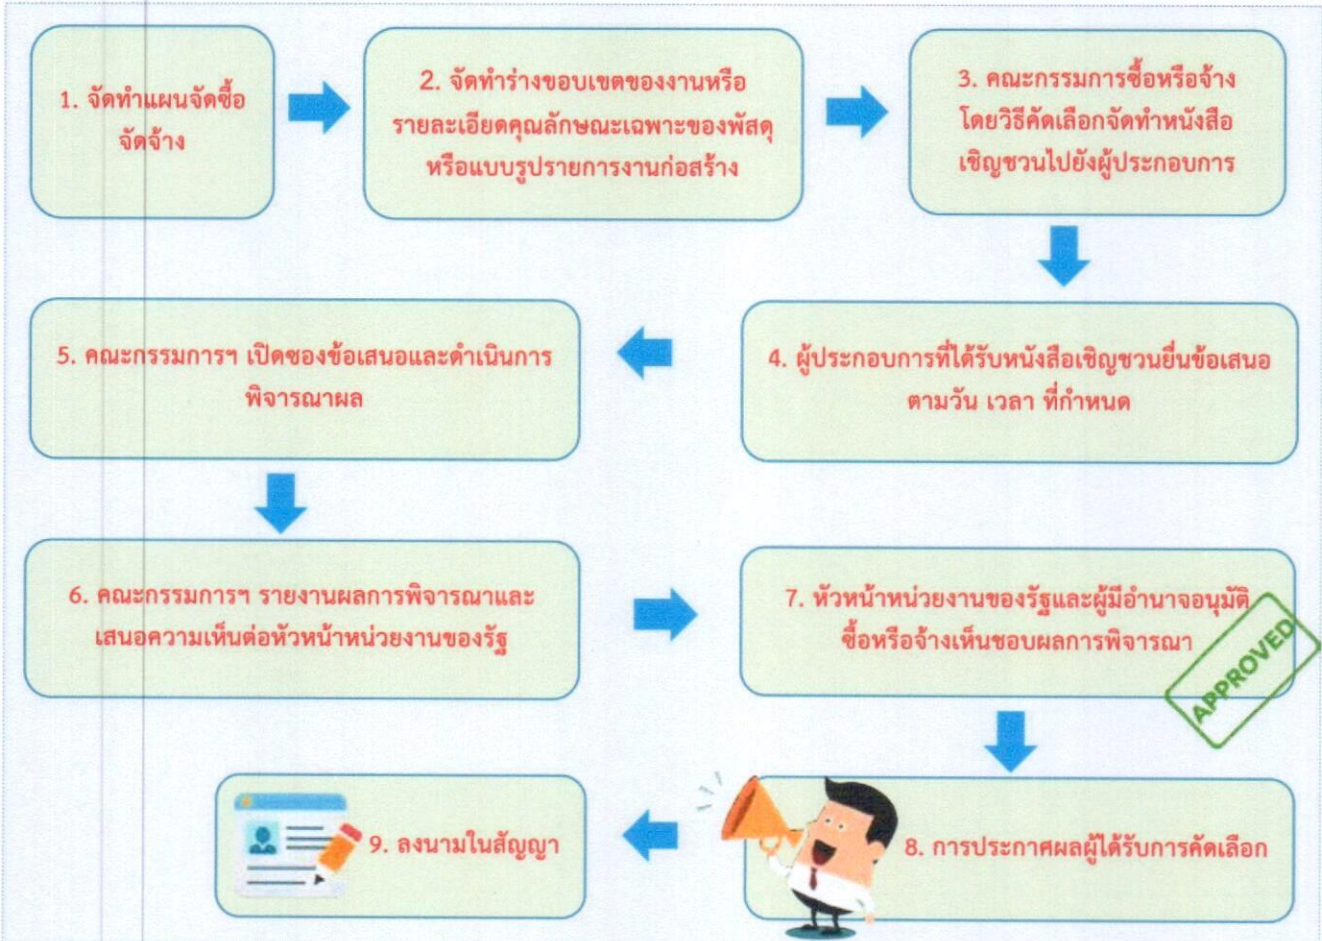 1. จัดทำแผนจัดซื้อ
จัดจ้าง
2. จัดทำร่างขอบเขตของงานหรือ
รายละเอียดคุณลักษณะเฉพาะของพัสดุ
หรือแบบรูปรายการงานก่อสร้าง
3. คณะกรรมการซื้อหรือจ้าง
โดยวิธีคัดเลือกจัดทำหนังสือ
เชิญชวนไปยังผู้ประกอบการ
4. ผู้ประกอบการที่ได้รับหนังสือเชิญชวนยื่นข้อเสนอ
ตามวัน เวลา ที่กำหนด
5. คณะกรรมการฯ เปิดซองข้อเสนอและดำเนินการ
พิจารณาผล
6. คณะกรรมการฯ รายงานผลการพิจารณาและ
เสนอความเห็นต่อหัวหน้าหน่วยงานของรัฐ
7. หัวหน้าหน่วยงานของรัฐและผู้มีอำนาจอนุมัติ
ซื้อหรือจ้างเห็นชอบผลการพิจารณา
APPROVED
8. การประกาศผลผู้ได้รับการคัดเลือก
9. ลงนามในสัญญา